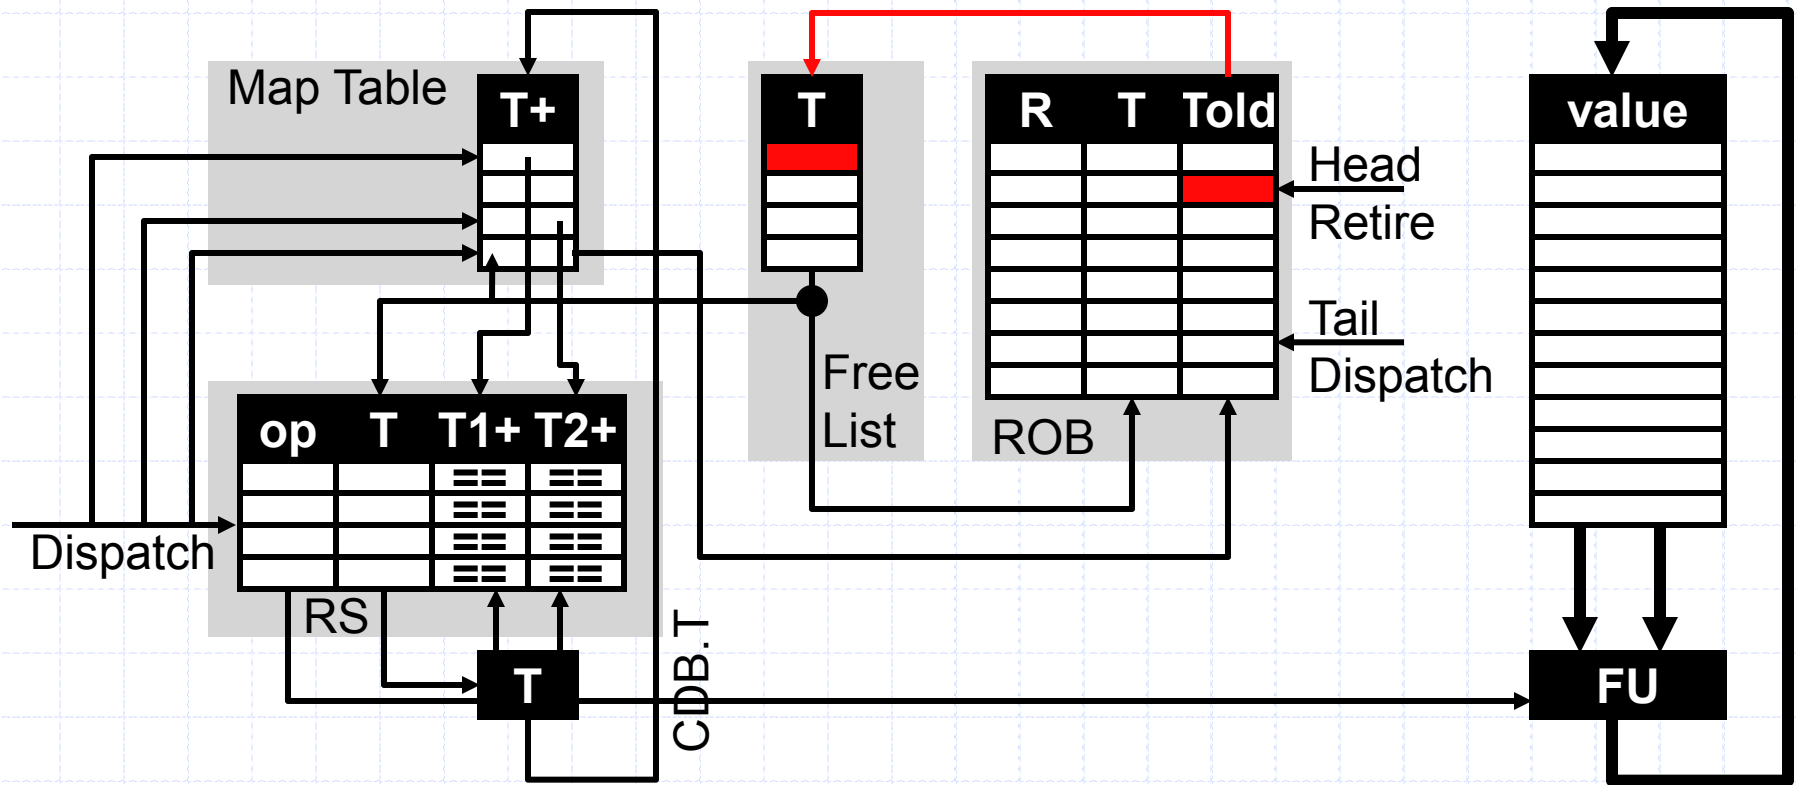 Map Table
T+
T
R T Told
value
Head
Retire
Tail
Dispatch
Free
List
ROB
op T T1+ T2+
Dispatch
RS
T
CDB.T
FU